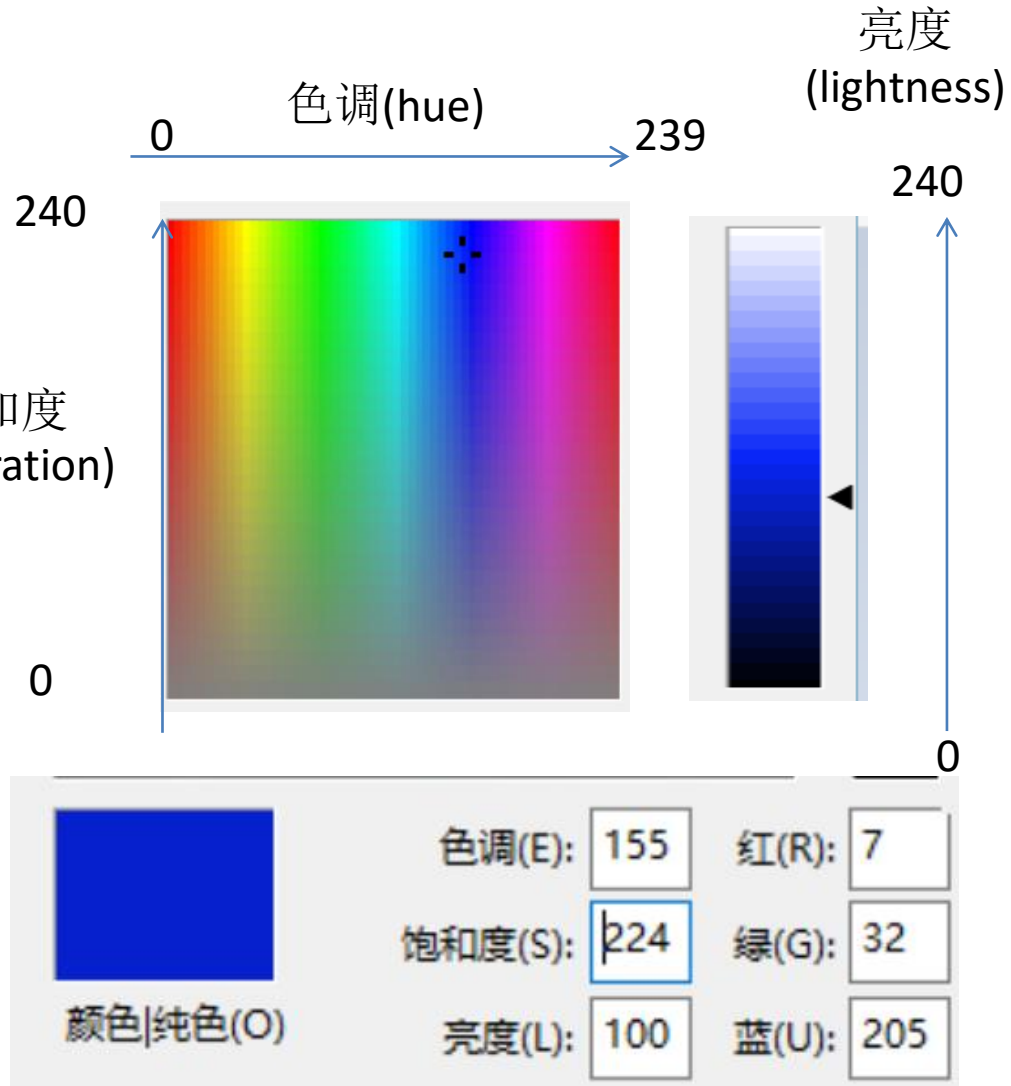 亮度
(lightness)
色调(hue)
0
239
240
240
和度
ration)
0
0
色调(E): 155 红(R): 7
饱和度(S): 224 绿(G): 32
颜色|纯色(O)
亮度(L): 100 蓝(U): 205